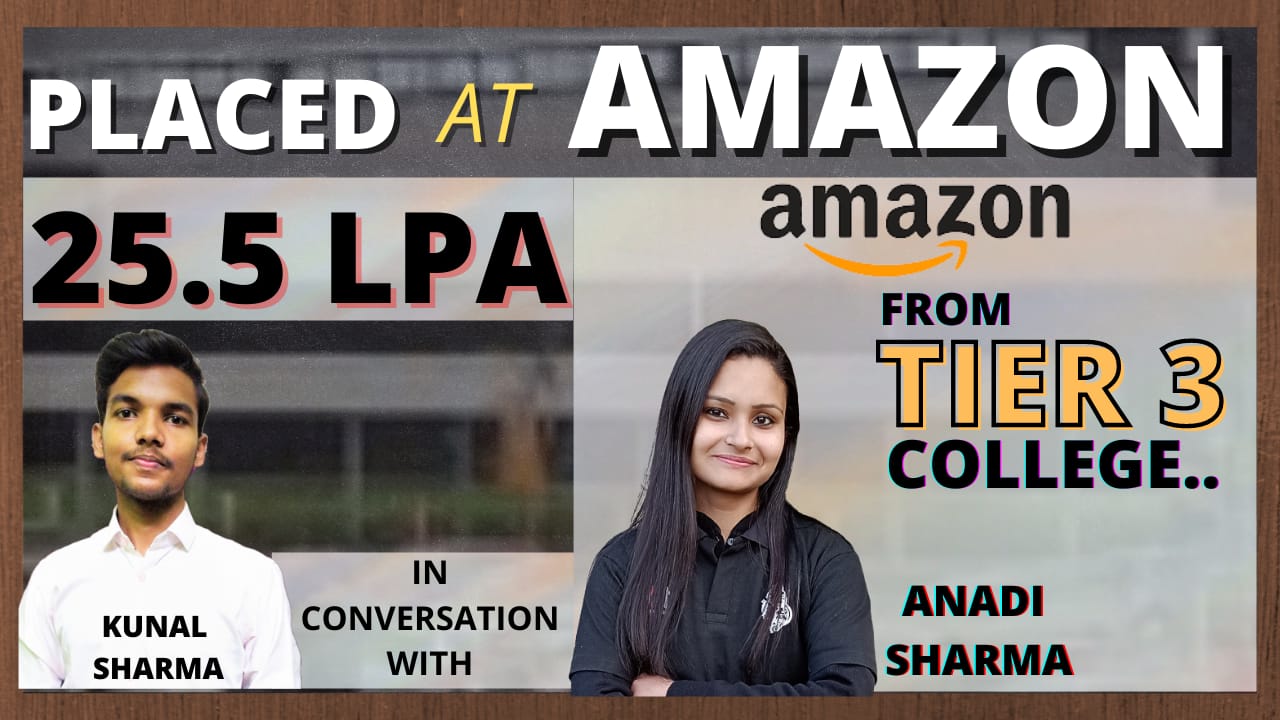 PLACED AT AMAZON
25.5 LPA
amazon
FROM
TIER 3
COLLEGE..
KUNAL
SHARMA
IN
CONVERSATION
WITH
ANADI
SHARMA